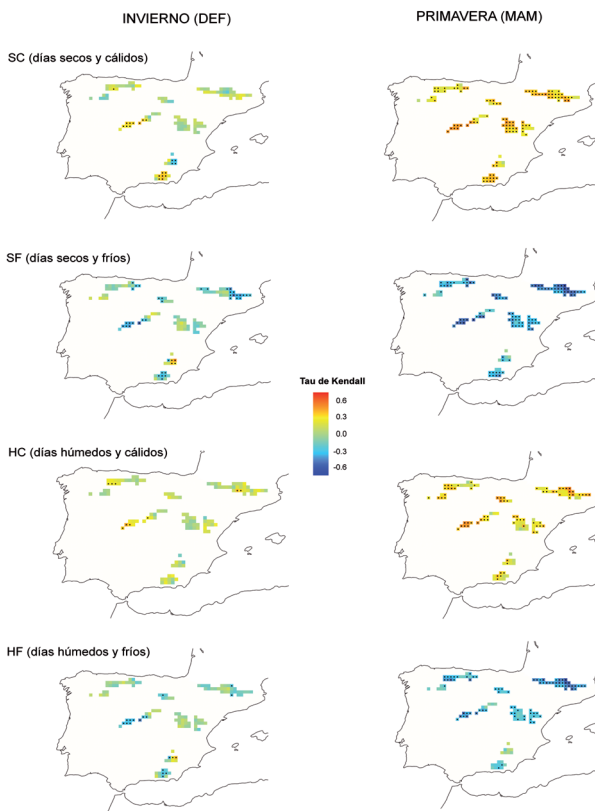 INVIERNO (DEF)
PRIMAVERA (MAM)
SC (días secos y cálidos)
SF (días secos y fríos)
Tau de Kendall
0.6
0.3
0.0
-0.3
-0.6
HC (días húmedos y cálidos)
HF (días húmedos y fríos)